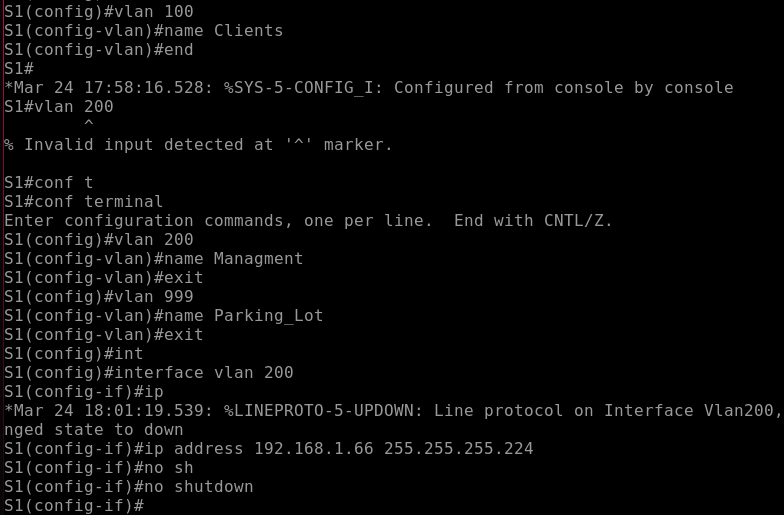 S1(config)#vlan 100
S1(config-vlan)#name Clients
S1(config-vlan)#end
S1#
*Mar 24 17:58:16.528: %SYS-5-CONFIG_I: Configured from console by console
S1#vlan 200
^
% Invalid input detected at '^' marker.
S1#conf t
S1#conf terminal
Enter configuration commands, one per line.  End with CNTL/Z.
S1(config)#vlan 200
S1(config-vlan)#name Managment
S1(config-vlan)#exit
S1(config)#vlan 999
S1(config-vlan)#name Parking_Lot
S1(config-vlan)#exit
S1(config)#int
S1(config)#interface vlan 200
S1(config-if)#ip
*Mar 24 18:01:19.539: %LINEPROTO-5-UPDOWN: Line protocol on Interface Vlan200,
nged state to down
S1(config-if)#ip address 192.168.1.66 255.255.255.224
S1(config-if)#no sh
S1(config-if)#no shutdown
S1(config-if)#